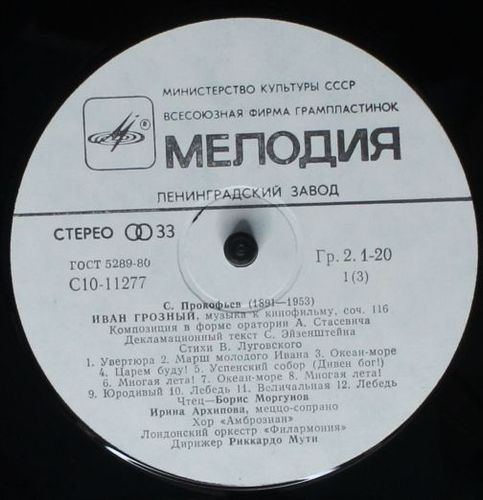 МИНИСТЕРСТВО КУЛЬТУРЫ СССР
ВСЕСОЮЗНАЯ ФИРМА ГРАМПЛАСТИНОК
МЕЛОДИЯ
ЛЕНИНГРАДСКИЙ ЗАВОД
СТЕРЕО 33
ГОСТ 5289-80
Гр. 2. 1-20
С10-11277
1(3)
С. Прокофьев (1891—1953)
ИВАН ГРОЗНЫЙ, музыка к кинофильму, соч. 116
Композиция в форме оратории А. Стасевича
Декламационный текст С. Эйзенштейна
Стихи В. Луговского
1. Увертюра 2. Марш молодого Ивана 3. Океан-море
4. Царем буду! 5. Успенский собор (Дивен бог!)
6. Многая лета! 7. Океан-море 8. Многая лета!
9. Юродивый 10. Лебедь 11. Величальная 12. Лебедь
Чтец—Борис Моргунов
Ирина Архипова, меццо-сопрано
Хор «Амброзиан»
Лондонский оркестр «Филармония»
Дирижер Риккардо Мути